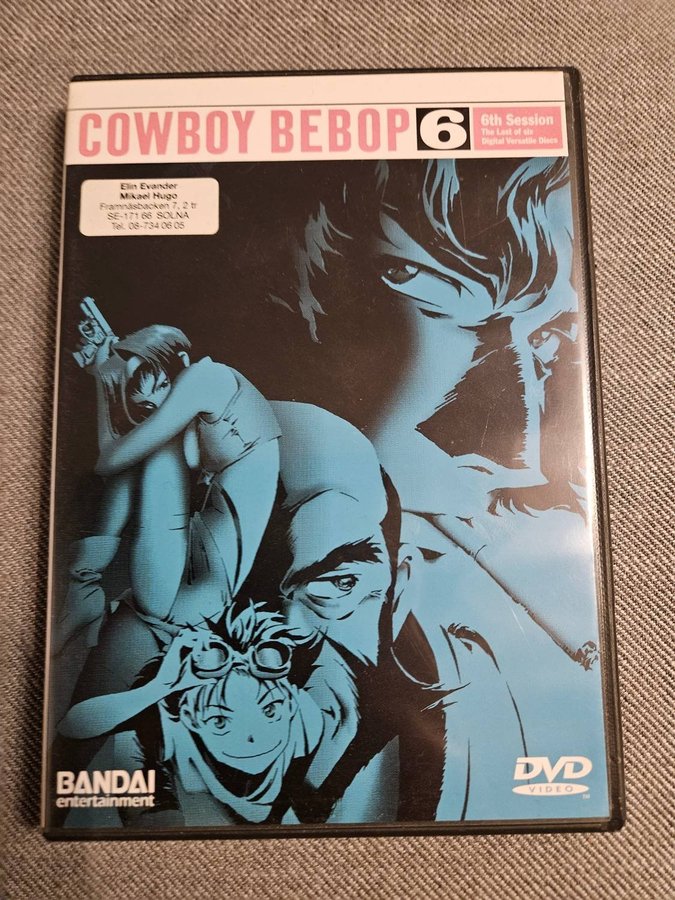 COWBOY BEBOP 6
6th Session
The Last of six
Digital Versatile Discs
Elin Evander
Mikael Hugo
Framnäsbacken 7, 2 tr
SE-171 66 SOLNA
Tel. 08-734 06 05
BANDAI
entertainment
DVD
VIDEO
TM